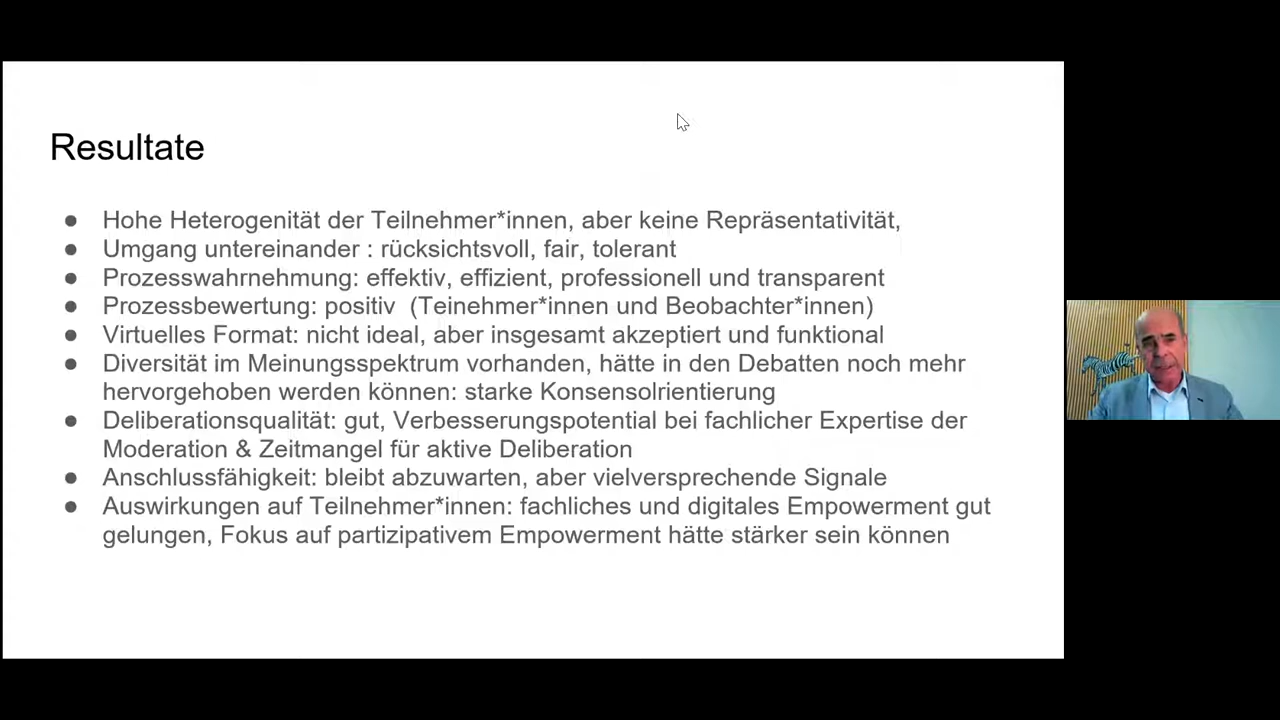 Resultate
● Hohe Heterogenität der Teilnehmer*innen, aber keine Repräsentativität,
● Umgang untereinander : rücksichtsvoll, fair, tolerant
● Prozesswahrnehmung: effektiv, effizient, professionell und transparent
● Prozessbewertung: positiv  (Teinehmer*innen und Beobachter*innen)
● Virtuelles Format: nicht ideal, aber insgesamt akzeptiert und funktional
● Diversität im Meinungsspektrum vorhanden, hätte in den Debatten noch mehr
hervorgehoben werden können: starke Konsensolrientierung
● Deliberationsqualität: gut, Verbesserungspotential bei fachlicher Expertise der
Moderation & Zeitmangel für aktive Deliberation
● Anschlussfähigkeit: bleibt abzuwarten, aber vielversprechende Signale
● Auswirkungen auf Teilnehmer*innen: fachliches und digitales Empowerment gut
gelungen, Fokus auf partizipativem Empowerment hätte stärker sein können